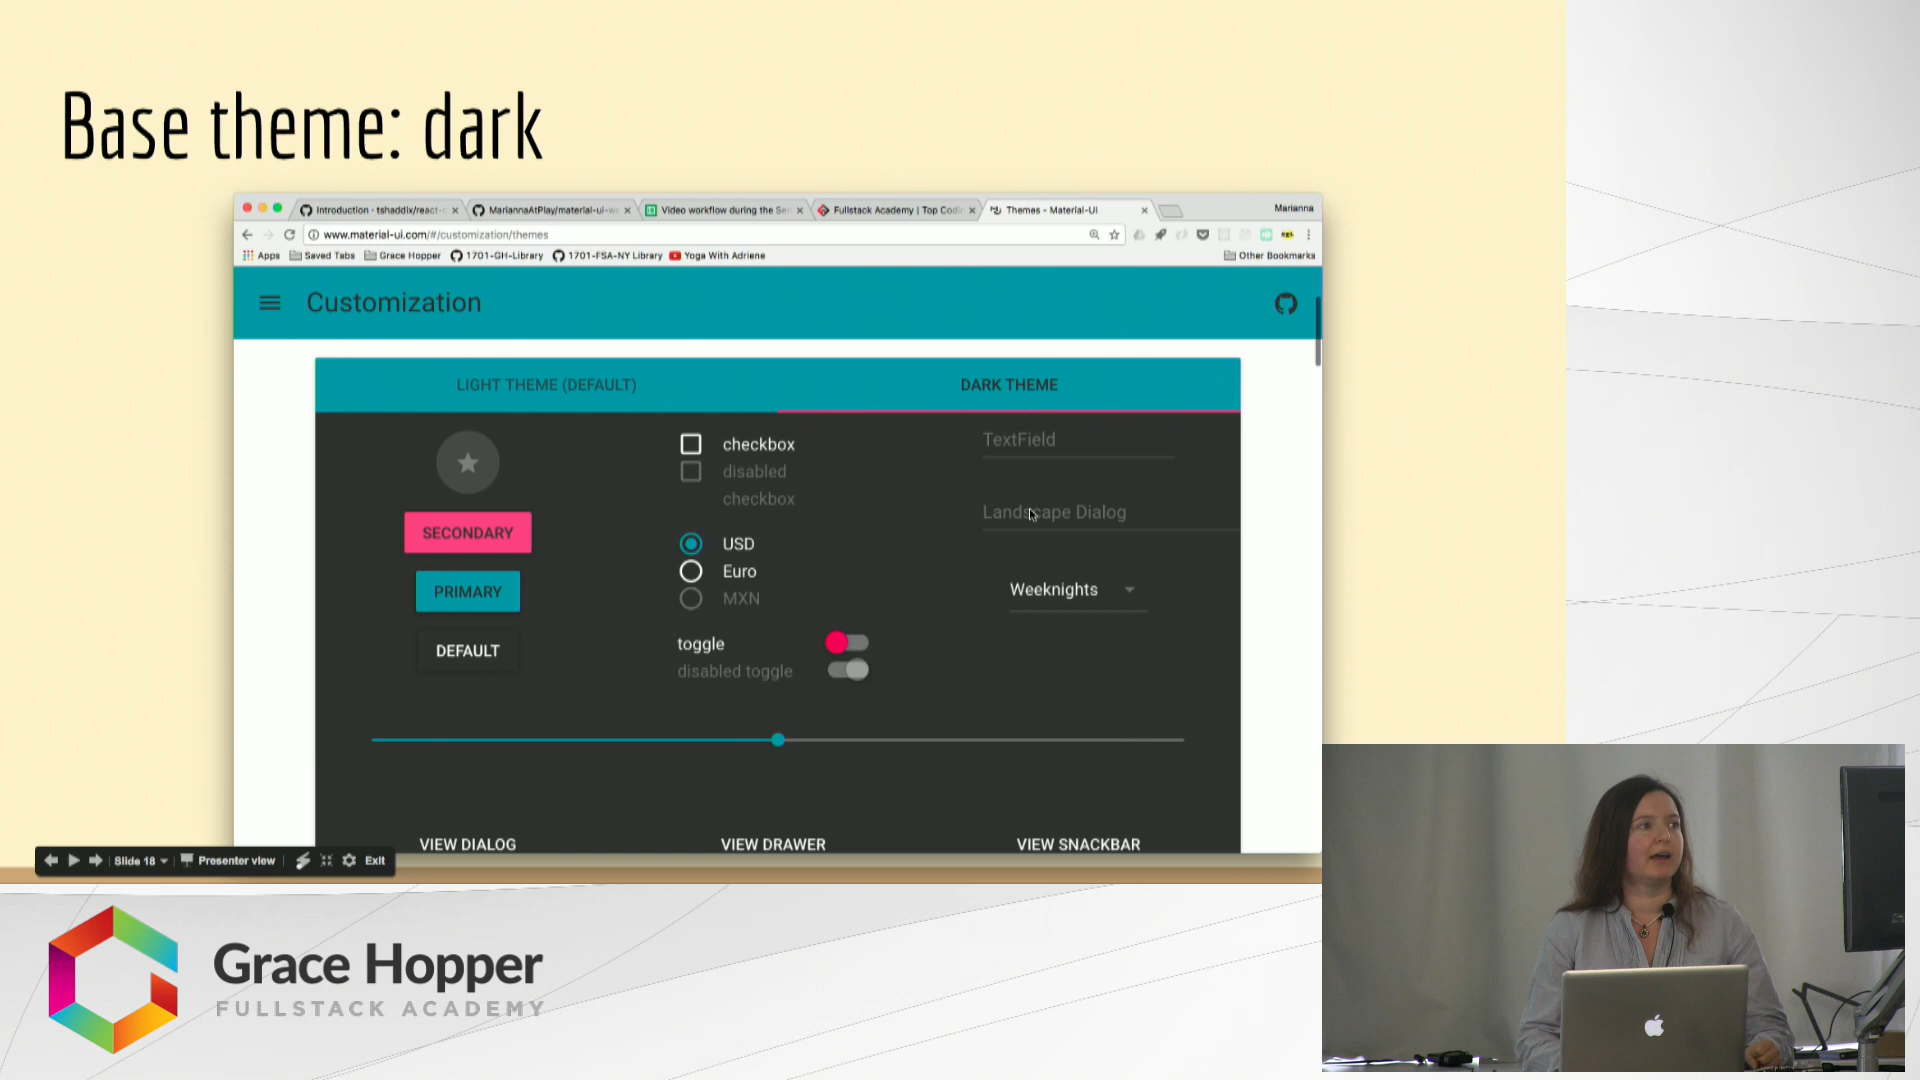 Base theme: dark
Introduction - tshaddix/react-
MariannaAtPlay/material-ui-w
Video workflow during the Se
Fullstack Academy | Top Codi
Themes - Material-UI
Marianna
www.material-ui.com/#/customization/themes
Apps
Saved Tabs
Grace Hopper
1701-GH-Library
1701-FSA-NY Library
Yoga With Adriene
Other Bookmarks
Customization
LIGHT THEME (DEFAULT)
DARK THEME
SECONDARY
PRIMARY
DEFAULT
checkbox
disabled
checkbox
USD
Euro
MXN
toggle
disabled toggle
TextField
Landscape Dialog
Weeknights
VIEW DIALOG
VIEW DRAWER
VIEW SNACKBAR
Slide 18
Presenter view
Exit
Grace Hopper
FULLSTACK ACADEMY